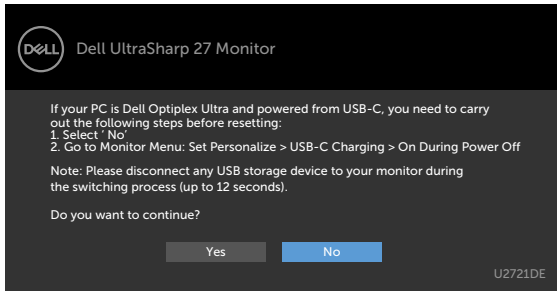 DELL
Dell UltraSharp 27 Monitor
If your PC is Dell Optiplex Ultra and powered from USB-C, you need to carry
out the following steps before resetting:
1. Select ‘ No’
2. Go to Monitor Menu: Set Personalize > USB-C Charging > On During Power Off
Note: Please disconnect any USB storage device to your monitor during
the switching process (up to 12 seconds).
Do you want to continue?
Yes No
U2721DE